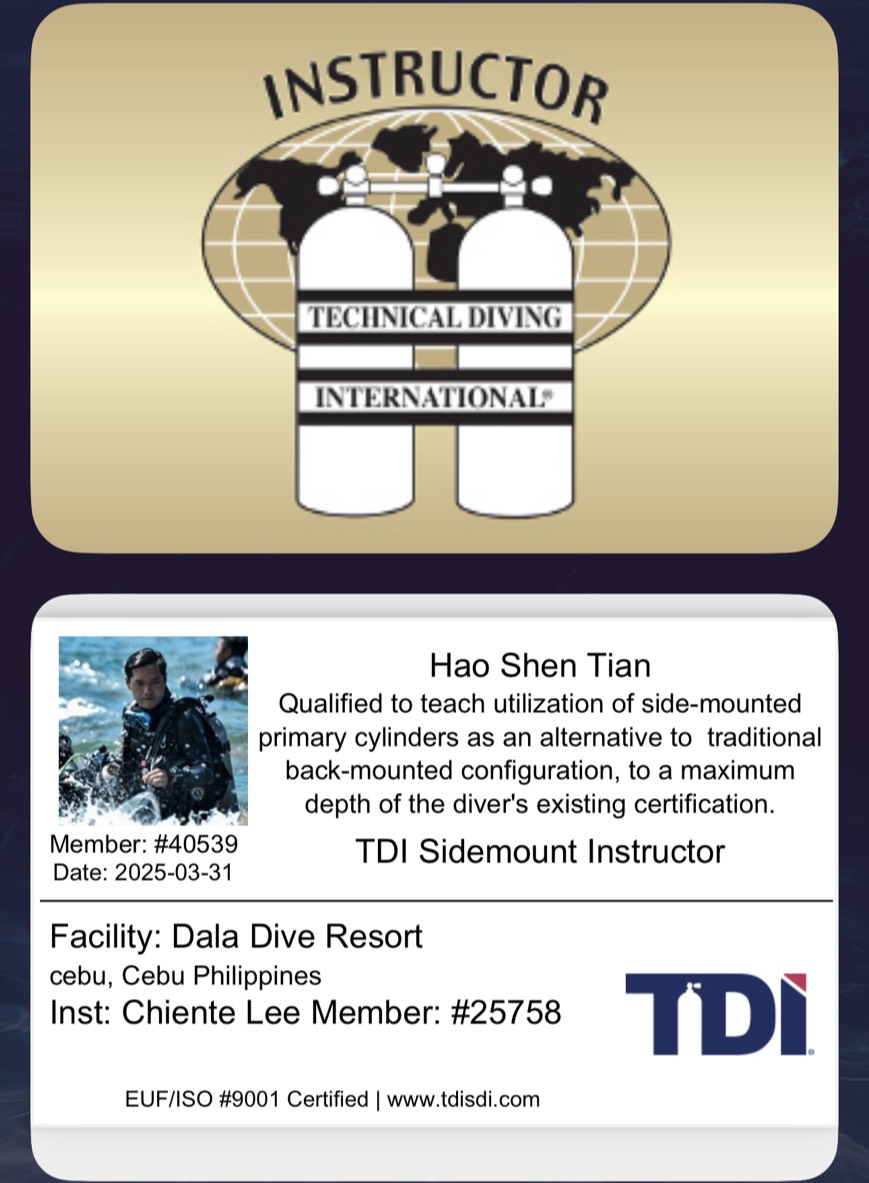 INSTRUCTOR
TECHNICAL DIVING
INTERNATIONAL®
Hao Shen Tian
Qualified to teach utilization of side-mounted
primary cylinders as an alternative to  traditional
back-mounted configuration, to a maximum
depth of the diver's existing certification.
TDI Sidemount Instructor
Member: #40539
Date: 2025-03-31
Facility: Dala Dive Resort
cebu, Cebu Philippines
Inst: Chiente Lee Member: #25758
TDI®
EUF/ISO #9001 Certified | www.tdisdi.com